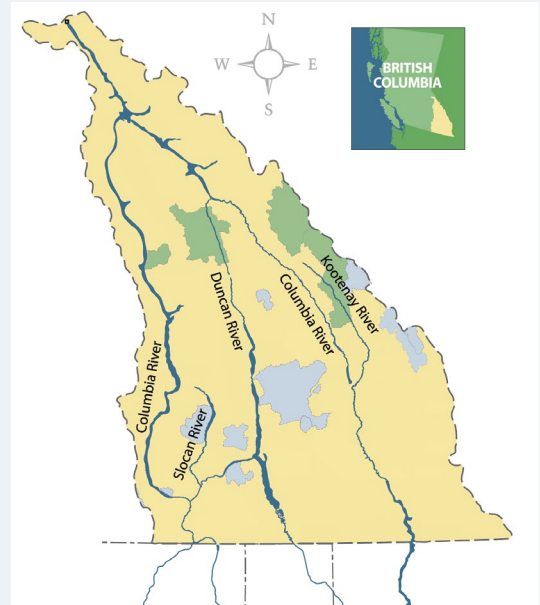 N
W
E
S
BRITISH
COLUMBIA
Kootenay River
Columbia River
Duncan River
Columbia River
Slocan River